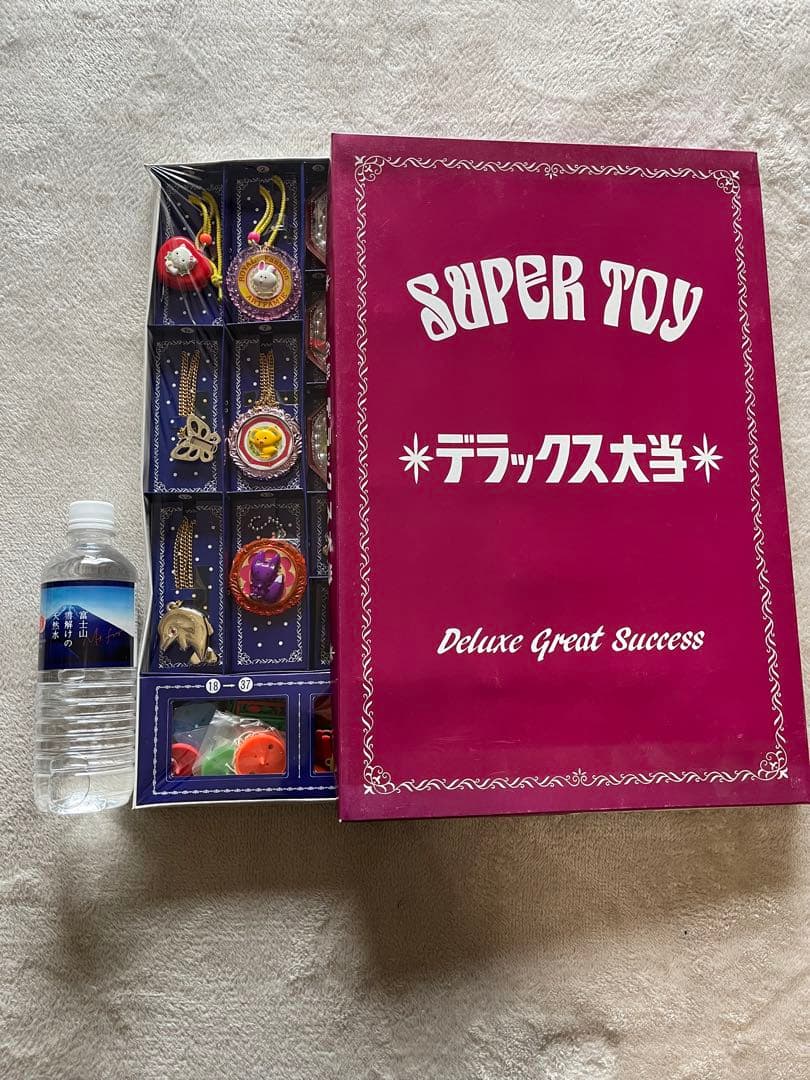 SUPER TOY
*デラックス大当*
Deluxe Great Success
18 — 37
富士山
雪解けの
天然水